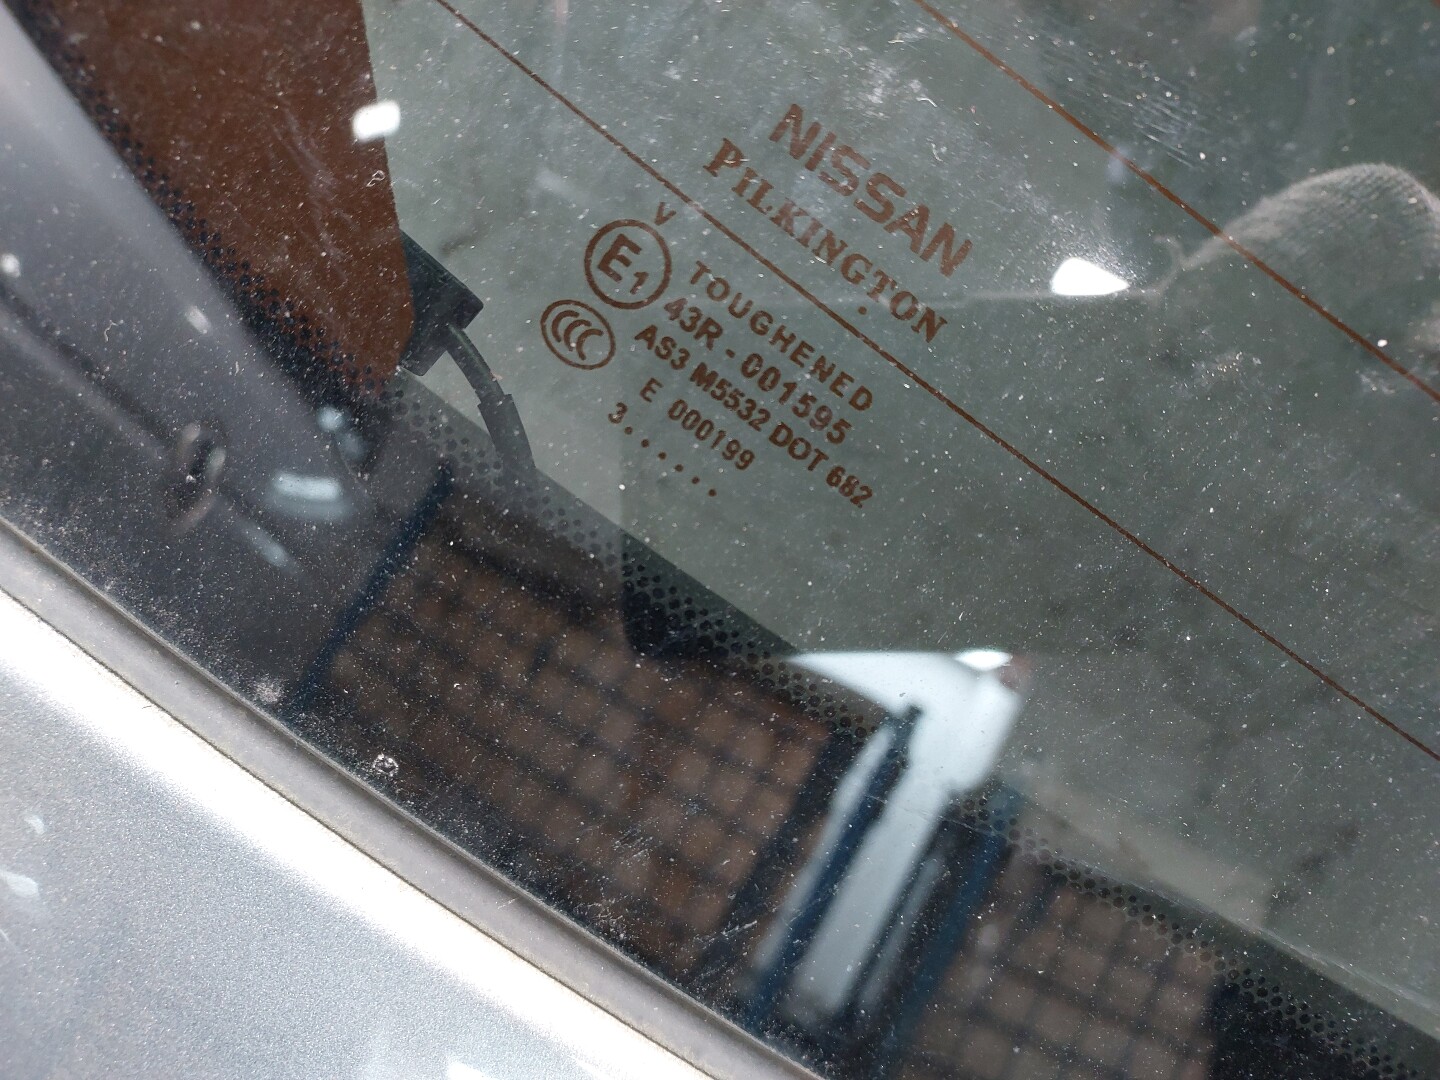 NISSAN
PILKINGTON
V
E1
TOUGHENED
43R - 001595
CCC
AS3 M5532 DOT 682
E 000199
3.......